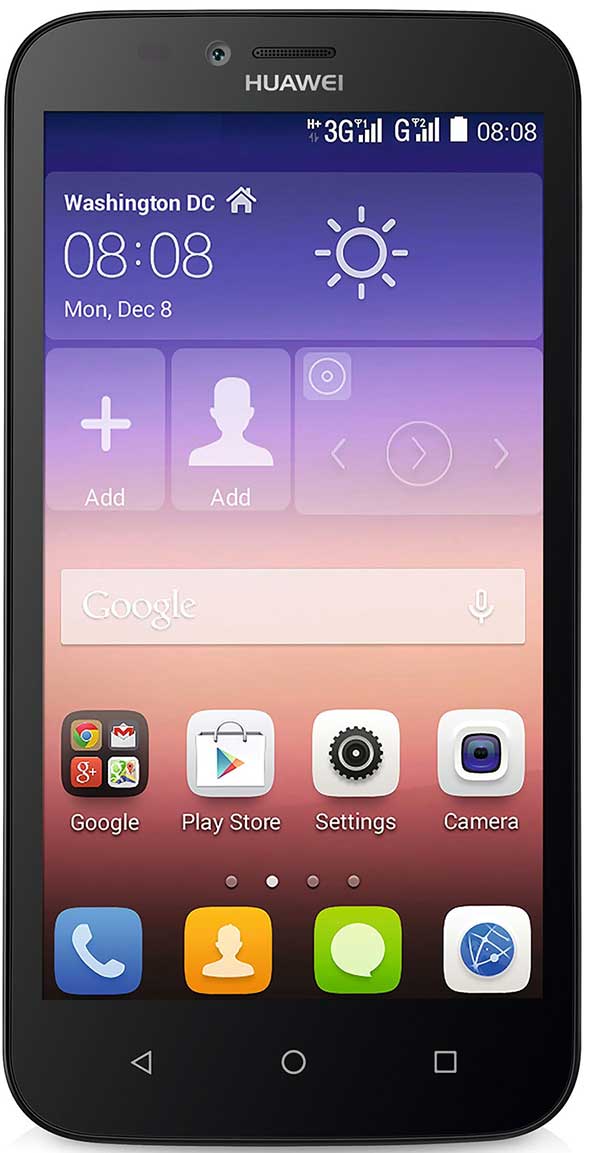 HUAWEI
H+ 3G 1 G 2 08:08
Washington DC
08:08
Mon, Dec 8
Add Add
Google
g+
Google Play Store Settings Camera